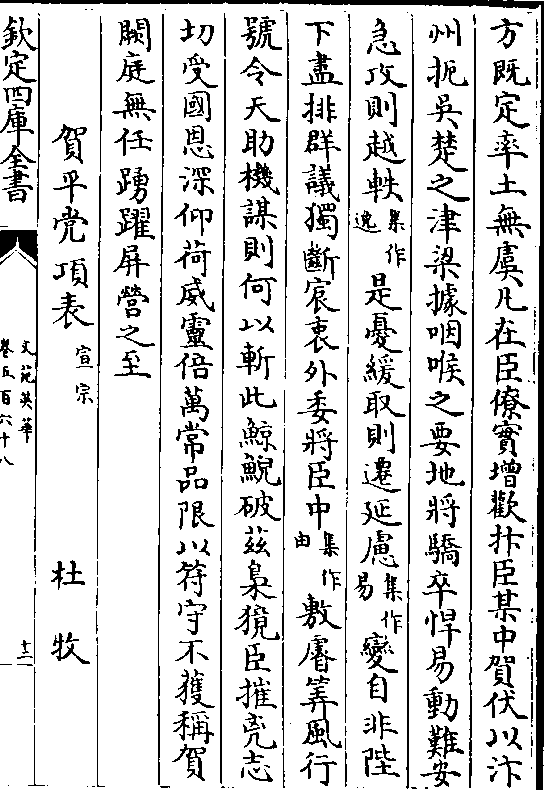 方既定率土無虞凡在臣僚實增歡抃臣某中賀伏以汴
州扼吳楚之津梁據咽喉之要地將驕卒悍易動難安
急攻則越軼集作逸是憂緩取則遷延慮集作易變自非陛
下盡排群議獨斷宸衷外委將臣中集作由敷睿筭風行
號令天助機謀則何以斬此鯨鯢破茲梟獍臣摧兇志
切受國恩深仰荷威靈倍萬常品限以符守不獲稱賀
闕庭無任踴躍屏營之至
賀平党項表宣宗 杜牧
欽定四庫全書
文苑英華
卷五百六十八
十二